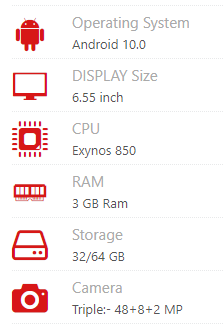 Operating System
Android 10.0
DISPLAY Size
6.55 inch
CPU
Exynos 850
RAM
3 GB Ram
Storage
32/64 GB
Camera
Triple:- 48+8+2 MP